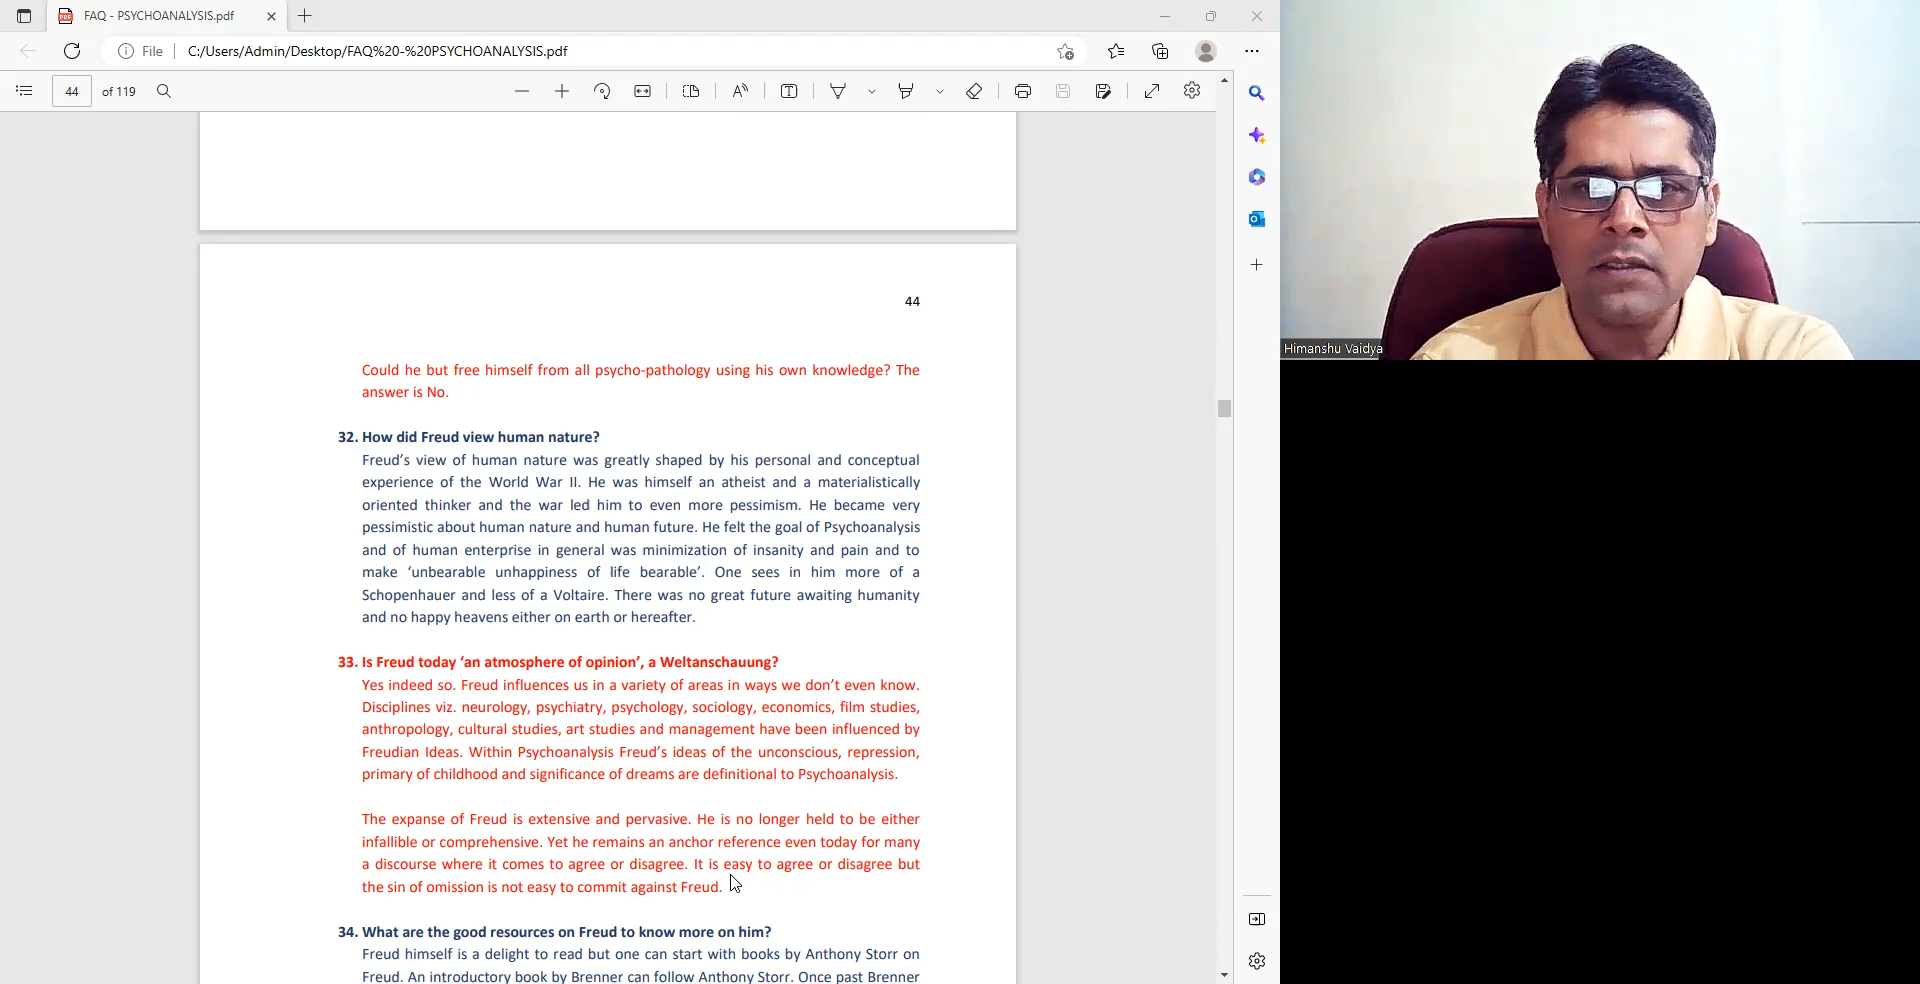 FAQ - PSYCHOANALYSIS.pdf
File
C:/Users/Admin/Desktop/FAQ%20-%20PSYCHOANALYSIS.pdf
44 of 119
44
Could he but free himself from all psycho-pathology using his own knowledge? The
answer is No.
32. How did Freud view human nature?
Freud's view of human nature was greatly shaped by his personal and conceptual
experience of the World War II. He was himself an atheist and a materialistically
oriented thinker and the war led him to even more pessimism. He became very
pessimistic about human nature and human future. He felt the goal of Psychoanalysis
and of human enterprise in general was minimization of insanity and pain and to
make ‘unbearable unhappiness of life bearable’. One sees in him more of a
Schopenhauer and less of a Voltaire. There was no great future awaiting humanity
and no happy heavens either on earth or hereafter.
33. Is Freud today ‘an atmosphere of opinion’, a Weltanschauung?
Yes indeed so. Freud influences us in a variety of areas in ways we don’t even know.
Disciplines viz. neurology, psychiatry, psychology, sociology, economics, film studies,
anthropology, cultural studies, art studies and management have been influenced by
Freudian Ideas. Within Psychoanalysis Freud’s ideas of the unconscious, repression,
primary of childhood and significance of dreams are definitional to Psychoanalysis.
The expanse of Freud is extensive and pervasive. He is no longer held to be either
infallible or comprehensive. Yet he remains an anchor reference even today for many
a discourse where it comes to agree or disagree. It is easy to agree or disagree but
the sin of omission is not easy to commit against Freud.
34. What are the good resources on Freud to know more on him?
Freud himself is a delight to read but one can start with books by Anthony Storr on
Freud. An introductory book by Brenner can follow Anthony Storr. Once past Brenner
Himanshu Vaidya